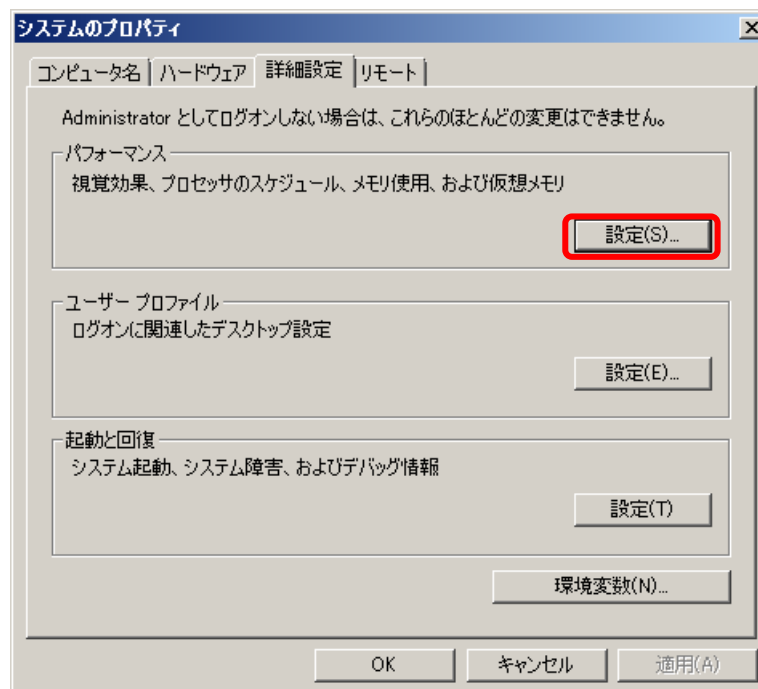 システムのプロパティ
コンピュータ名 ハードウェア 詳細設定 リモート
Administrator としてログオンしない場合は、これらのほとんどの変更はできません。
パフォーマンス
視覚効果、プロセッサのスケジュール、メモリ使用、および仮想メモリ
設定(S)...
ユーザー プロファイル
ログオンに関連したデスクトップ設定
設定(E)...
起動と回復
システム起動、システム障害、およびデバッグ情報
設定(T)
環境変数(N)...
OK キャンセル 適用(A)